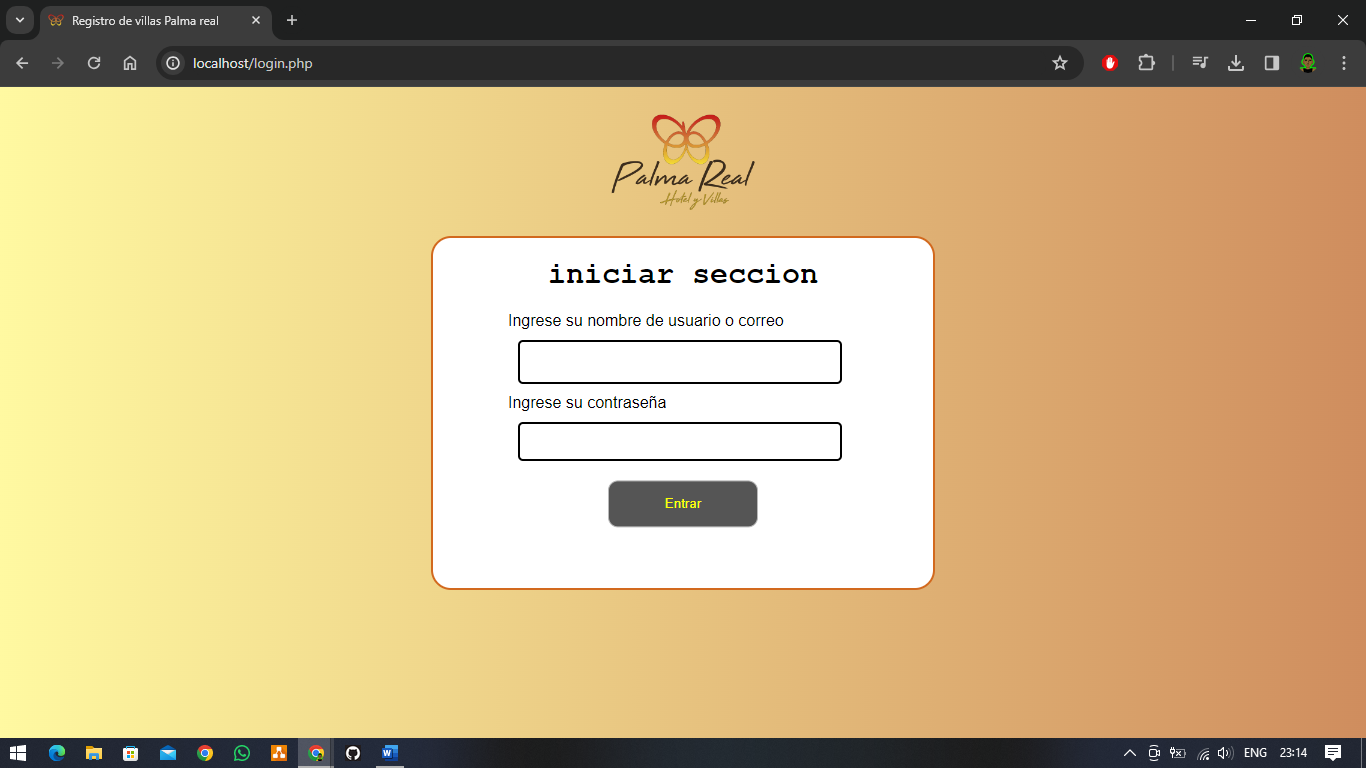 Registro de villas Palma real
localhost/login.php
Palma Real
Hotel y Villas
iniciar seccion
Ingrese su nombre de usuario o correo
Ingrese su contraseña
Entrar
W
ENG
23:14